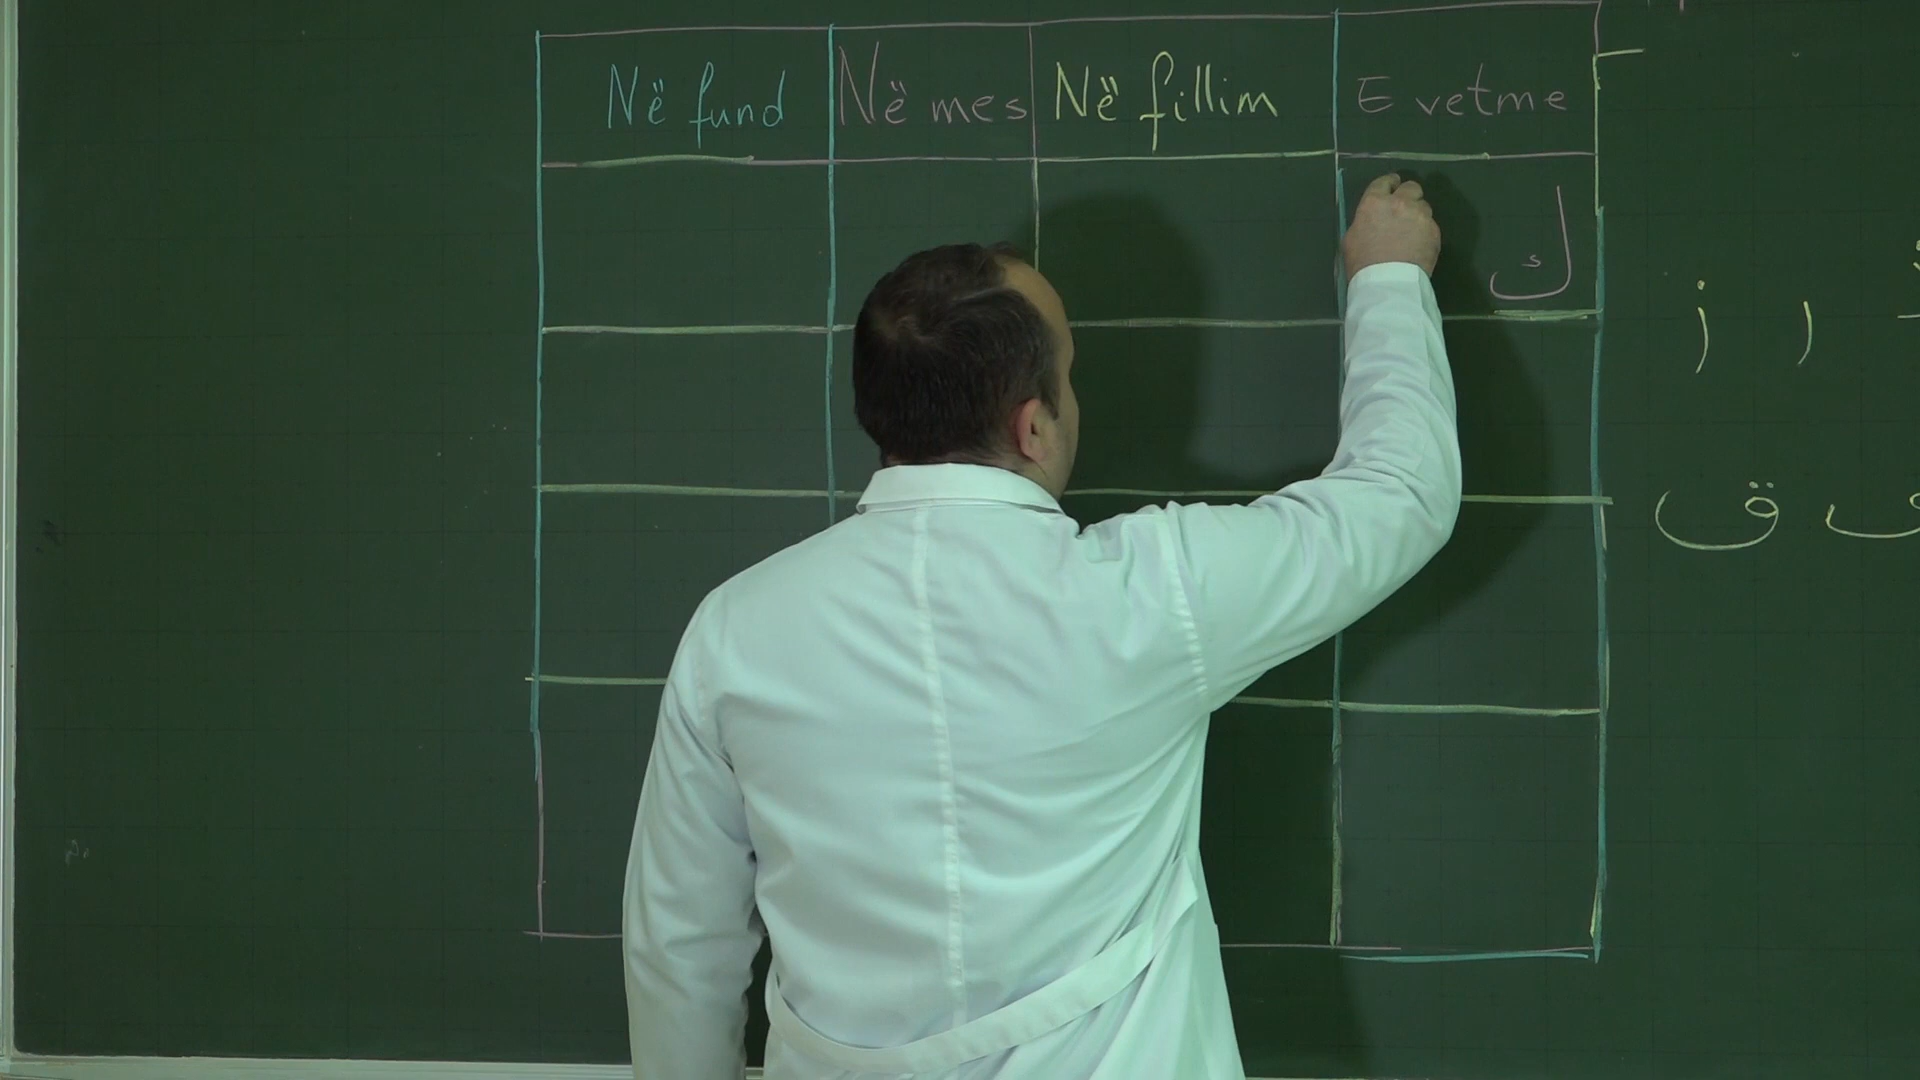 Në fund Në mes Në fillim E vetme
ك
ز ر
ق ف